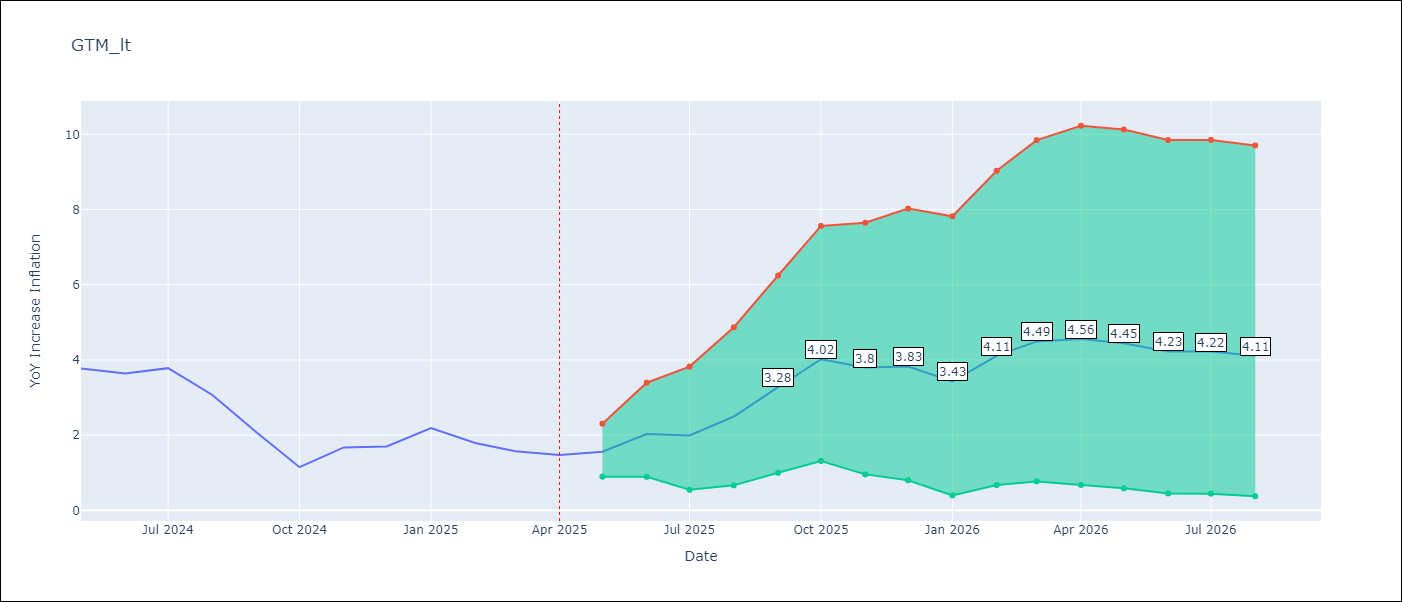 GTM_lt
YoY Increase Inflation
10
8
6
4
2
0
3.28
4.02
3.8
3.83
3.43
4.11
4.49
4.56
4.45
4.23
4.22
4.11
Jul 2024
Oct 2024
Jan 2025
Apr 2025
Jul 2025
Oct 2025
Jan 2026
Apr 2026
Jul 2026
Date